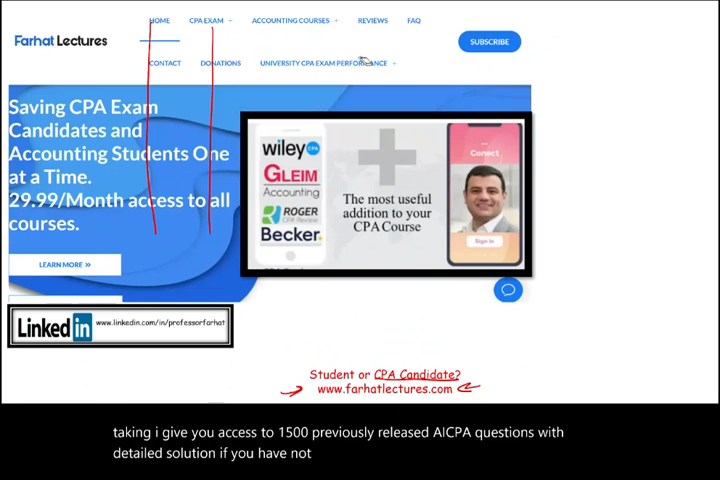 HOME
CPA EXAM
ACCOUNTING COURSES
REVIEWS
FAQ
Farhat Lectures
SUBSCRIBE
CONTACT
DONATIONS
UNIVERSITY CPA EXAM PERFORMANCE
Saving CPA Exam
Candidates and
Accounting Students One
at a Time.
29.99/Month access to all
courses.
LEARN MORE »
wiley CPA
GLEIM
Accounting
ROGER
CPA Review
Becker
The most useful
addition to your
CPA Course
Conect
Sign in
Linked in
www.linkedin.com/in/professorfarhat
Student or CPA Candidate?
www.farhatlectures.com
taking i give you access to 1500 previously released AICPA questions with
detailed solution if you have not